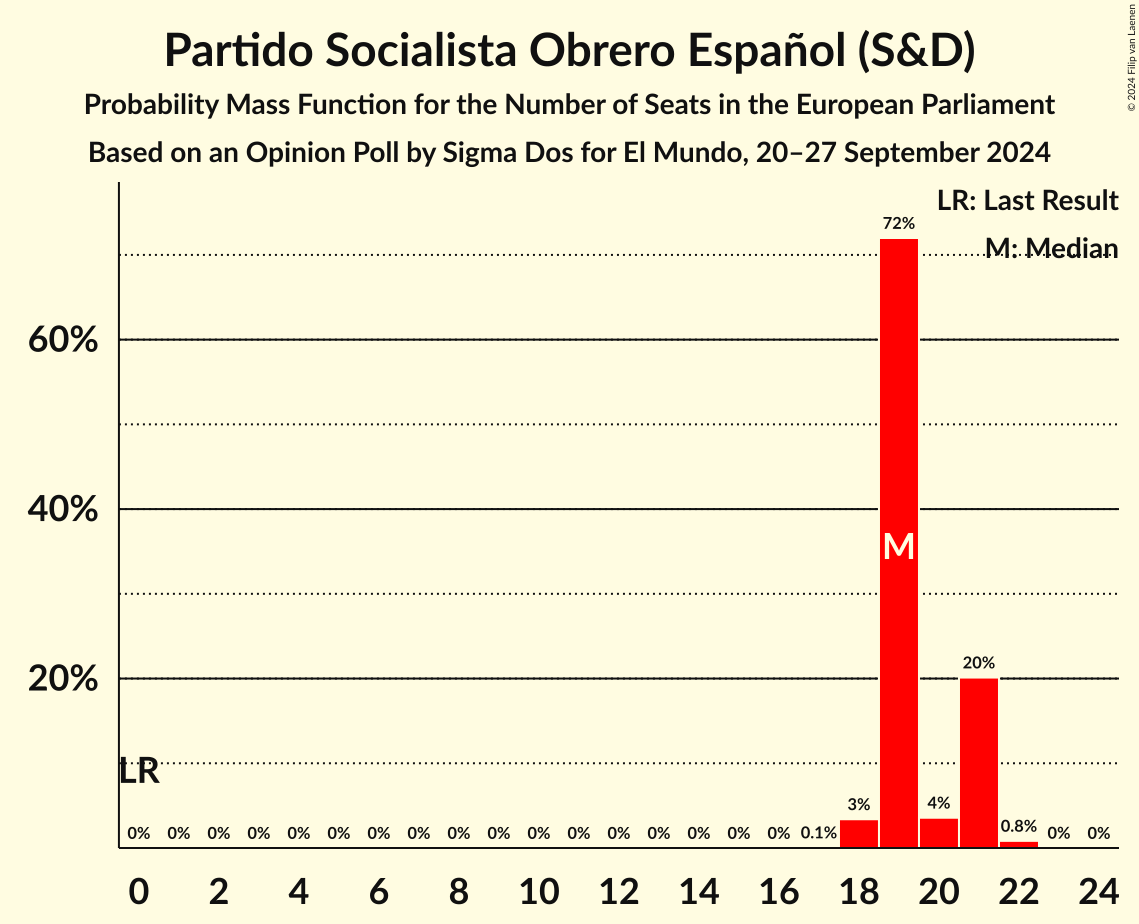 Partido Socialista Obrero Español (S&D)
Probability Mass Function for the Number of Seats in the European Parliament
Based on an Opinion Poll by Sigma Dos for El Mundo, 20–27 September 2024
© 2024 Filip van Laenen
LR: Last Result
M: Median
60%
40%
20%
72%
M
20%
LR
0% 0% 0% 0% 0% 0% 0% 0% 0% 0% 0% 0% 0% 0% 0% 0% 0% 0.1% 3% 4% 0.8% 0% 0%
0 2 4 6 8 10 12 14 16 18 20 22 24